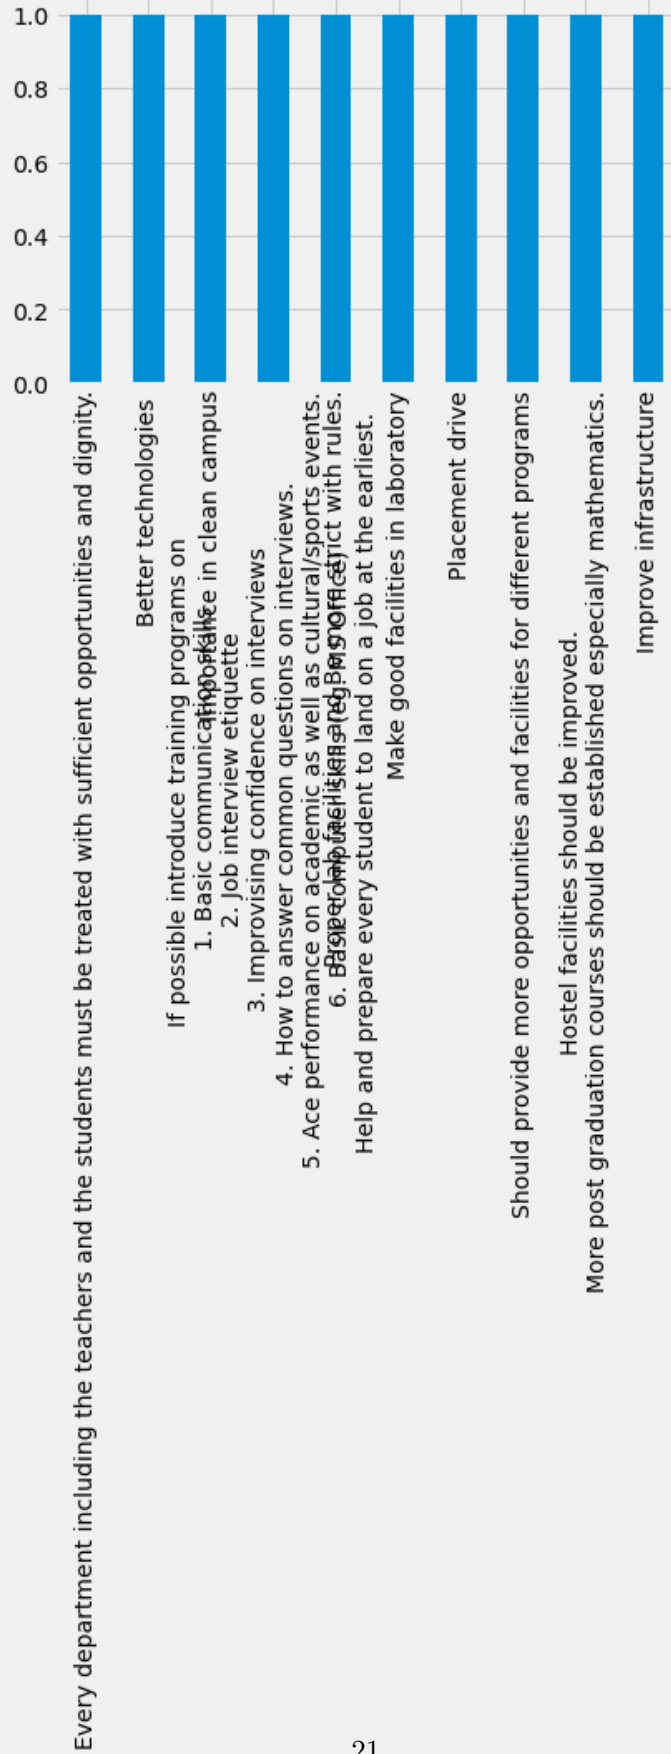 1.0
0.8
0.6
0.4
0.2
0.0
Every department including the teachers and the students must be treated with sufficient opportunities and dignity.
Better technologies
Importance in clean campus
If possible introduce training programs on
1. Basic communication skills
2. Job interview etiquette
3. Improvising confidence on interviews
4. How to answer common questions on interviews.
5. Ace performance on academic as well as cultural/sports events.
6. Basic computer skills (eg. MS Office)
Help and prepare every student to land on a job at the earliest.
Proper lab facilities and Be more strict with rules.
Make good facilities in laboratory
Placement drive
Should provide more opportunities and facilities for different programs
Hostel facilities should be improved.
More post graduation courses should be established especially mathematics.
Improve infrastructure
21